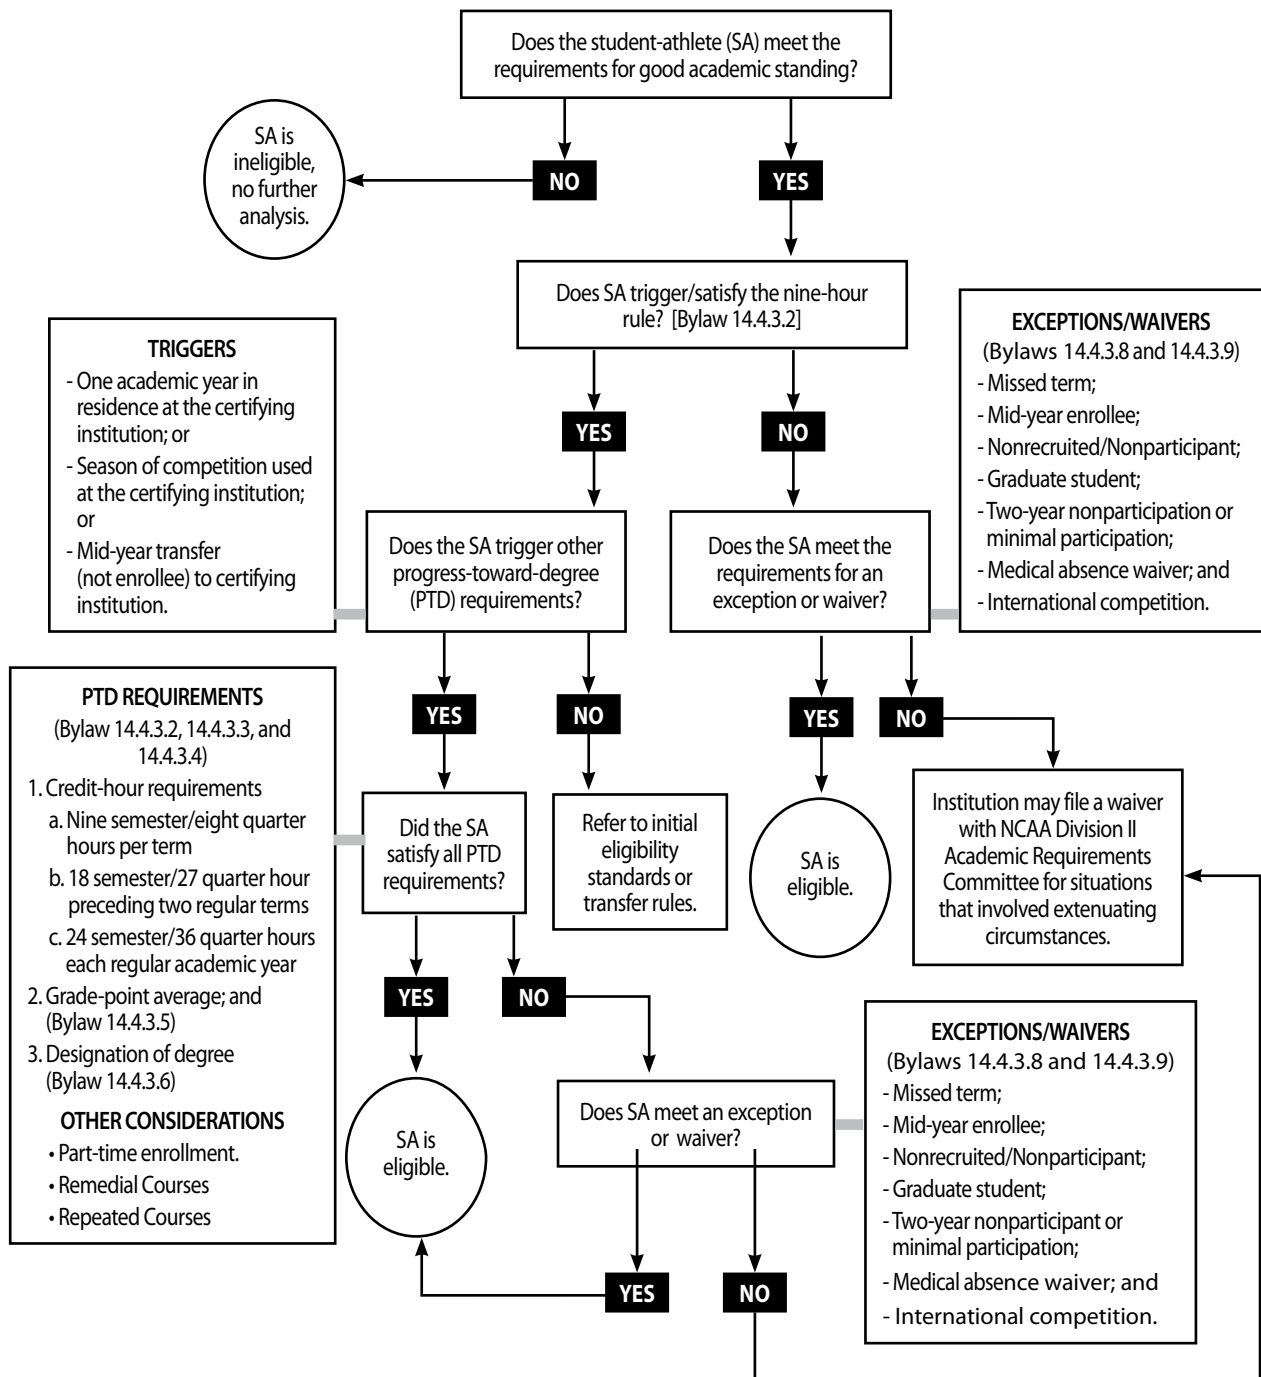 Does the student-athlete (SA) meet the
requirements for good academic standing?
SA is
ineligible,
no further
analysis.
NO
YES
Does SA trigger/satisfy the nine-hour
rule? [Bylaw 14.4.3.2]
TRIGGERS
- One academic year in
residence at the certifying
institution; or
- Season of competition used
at the certifying institution;
or
- Mid-year transfer
(not enrollee) to certifying
institution.
YES
NO
EXCEPTIONS/WAIVERS
(Bylaws 14.4.3.8 and 14.4.3.9)
- Missed term;
- Mid-year enrollee;
- Nonrecruited/Nonparticipant;
- Graduate student;
- Two-year nonparticipation or
minimal participation;
- Medical absence waiver; and
- International competition.
Does the SA trigger other
progress-toward-degree
(PTD) requirements?
Does the SA meet the
requirements for an
exception or waiver?
PTD REQUIREMENTS
(Bylaw 14.4.3.2, 14.4.3.3, and
14.4.3.4)
1. Credit-hour requirements
a. Nine semester/eight quarter
hours per term
b. 18 semester/27 quarter hour
preceding two regular terms
c. 24 semester/36 quarter hours
each regular academic year
2. Grade-point average; and
(Bylaw 14.4.3.5)
3. Designation of degree
(Bylaw 14.4.3.6)
OTHER CONSIDERATIONS
• Part-time enrollment.
• Remedial Courses
• Repeated Courses
YES
NO
YES
NO
Did the SA
satisfy all PTD
requirements?
Refer to initial
eligibility
standards or
transfer rules.
SA is
eligible.
Institution may file a waiver
with NCAA Division II
Academic Requirements
Committee for situations
that involved extenuating
circumstances.
YES
NO
SA is
eligible.
Does SA meet an exception
or waiver?
EXCEPTIONS/WAIVERS
(Bylaws 14.4.3.8 and 14.4.3.9)
- Missed term;
- Mid-year enrollee;
- Nonrecruited/Nonparticipant;
- Graduate student;
- Two-year nonparticipant or
minimal participation;
- Medical absence waiver; and
- International competition.
YES
NO